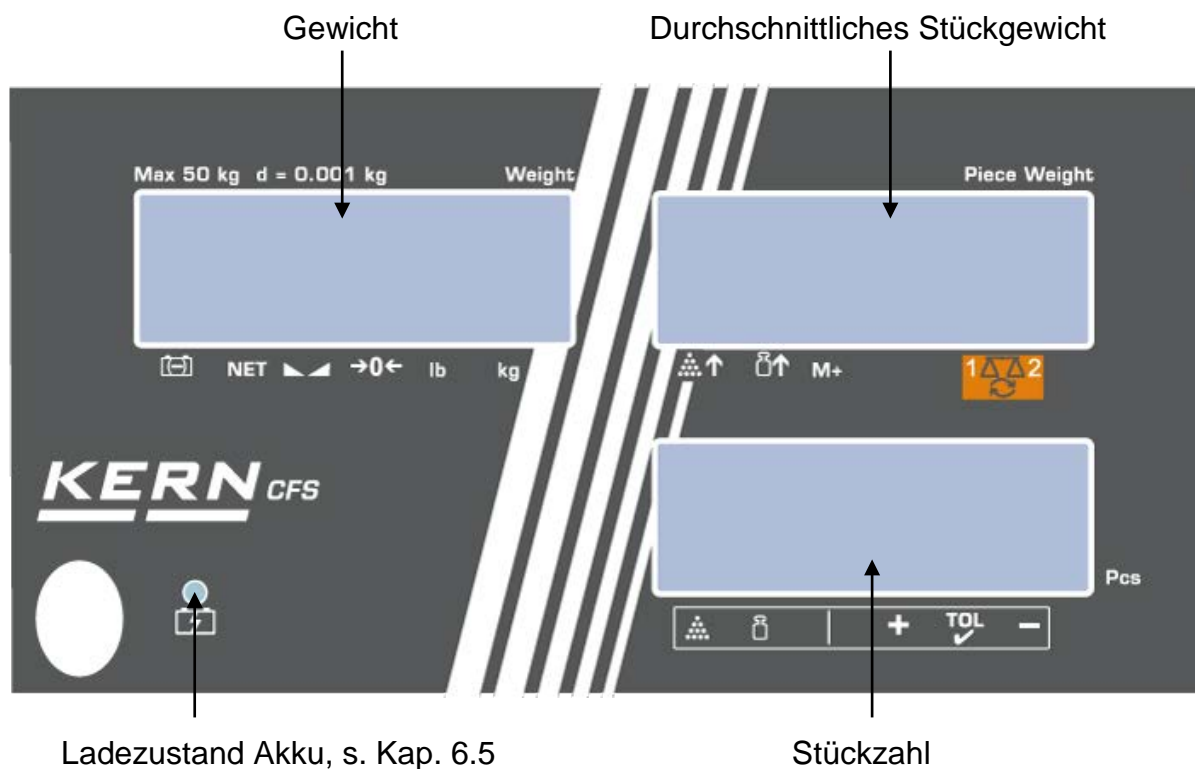 Gewicht
Durchschnittliches Stückgewicht
Max 50 kg d = 0.001 kg
Weight
Piece Weight
NET →0← lb kg
M+
1 2
KERN CFS
Pcs
+ TOL −
Ladezustand Akku, s. Kap. 6.5
Stückzahl